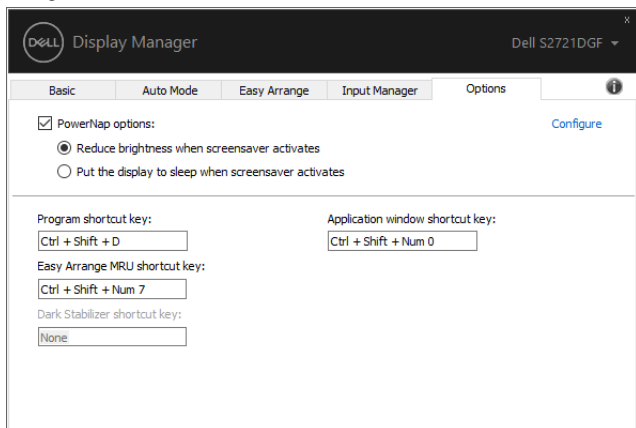 DELL Display Manager Dell S2721DGF
Basic Auto Mode Easy Arrange Input Manager Options
PowerNap options: Configure
Reduce brightness when screensaver activates
Put the display to sleep when screensaver activates
Program shortcut key: Application window shortcut key:
Ctrl + Shift + D Ctrl + Shift + Num 0
Easy Arrange MRU shortcut key:
Ctrl + Shift + Num 7
Dark Stabilizer shortcut key:
None